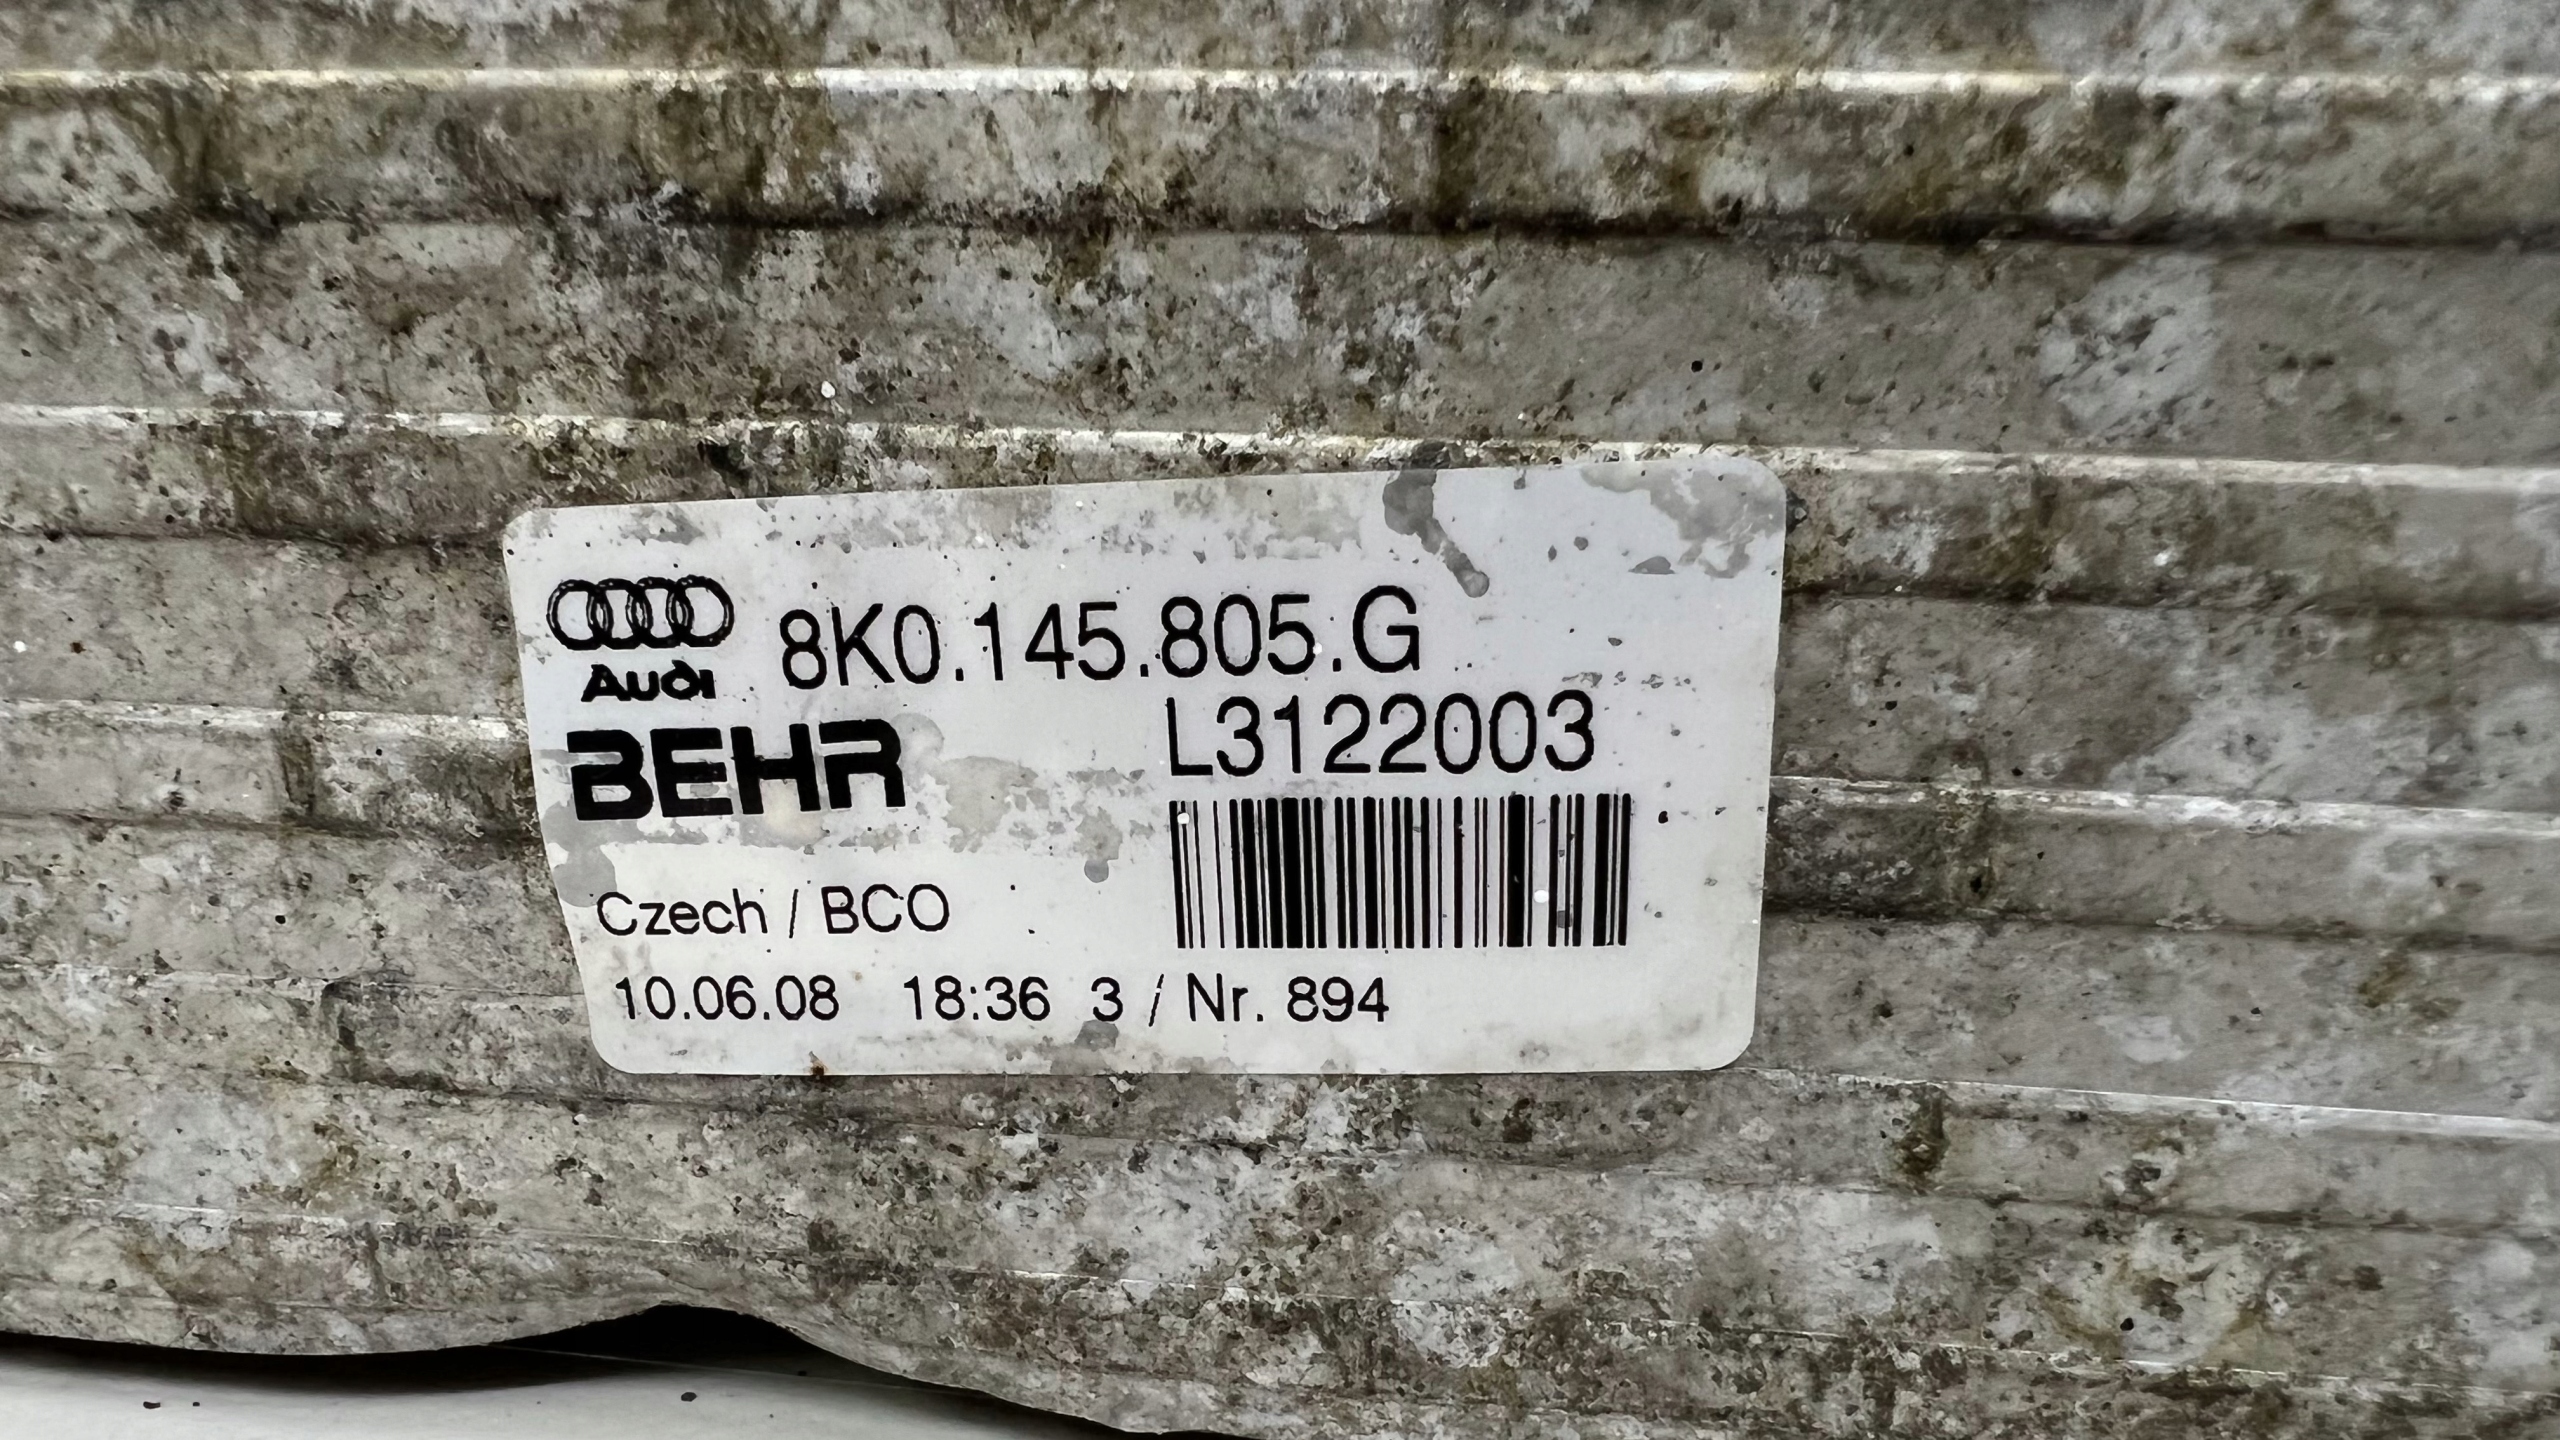 Audi 8K0.145.805.G
BEHR L3122003
Czech / BCO
10.06.08 18:36 3 / Nr. 894